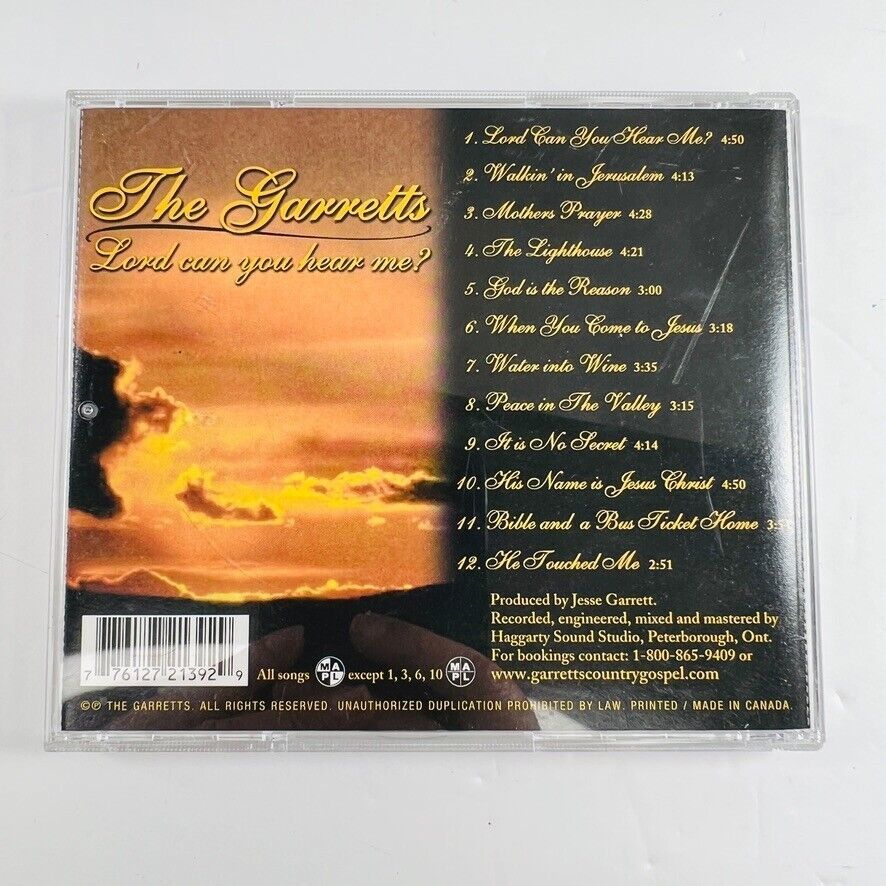 The Garretts
Lord can you hear me?
1. Lord Can You Hear Me? 4:50
2. Walkin' in Jerusalem 4:13
3. Mothers Prayer 4:28
4. The Lighthouse 4:21
5. God is the Reason 3:00
6. When You Come to Jesus 3:18
7. Water into Wine 3:35
8. Peace in The Valley 3:15
9. It is No Secret 4:14
10. His Name is Jesus Christ 4:50
11. Bible and a Bus Ticket Home
12. He Touched Me 2:51
Produced by Jesse Garrett.
Recorded, engineered, mixed and mastered by
Haggarty Sound Studio, Peterborough, Ont.
For bookings contact: 1-800-865-9409 or
www.garrettscountrygospel.com
7 76127 21392 9
All songs MAPL except 1, 3, 6, 10 MAPL
©℗ THE GARRETTS. ALL RIGHTS RESERVED. UNAUTHORIZED DUPLICATION PROHIBITED BY LAW. PRINTED / MADE IN CANADA.